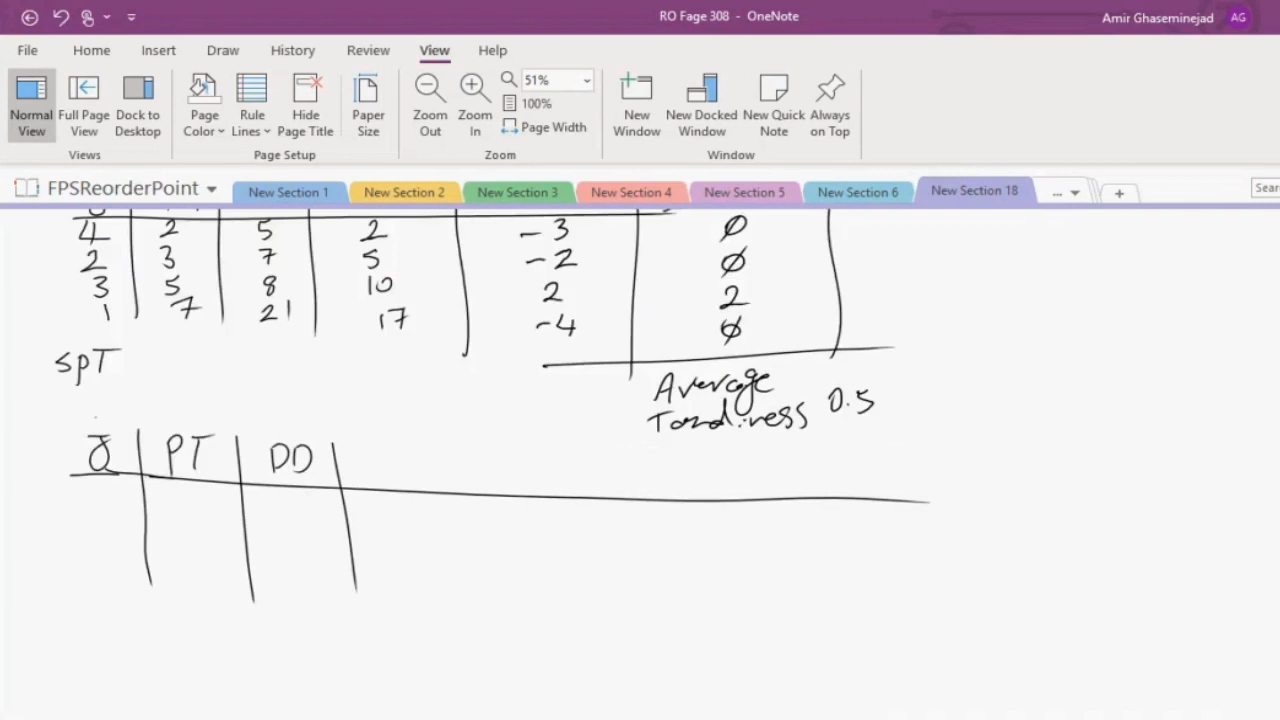 RO Fage 308 - OneNote
Amir Ghaseminejad AG
File Home Insert Draw History Review View Help
Normal View
Full Page View
Dock to Desktop
Page Color
Rule Lines
Hide Page Title
Paper Size
Zoom Out
Zoom In
51%
100%
Page Width
New Window
New Docked Window
New Quick Note
Always on Top
Views Page Setup Zoom Window
FPSReorderPoint New Section 1 New Section 2 New Section 3 New Section 4 New Section 5 New Section 6 New Section 18 ... + Sear
4 2 5 2 -3 ∅
2 3 7 5 -2 ∅
3 5 8 10 2 2
1 7 21 17 -4 ∅
SPT
Average
Tardiness 0.5
J PT DD